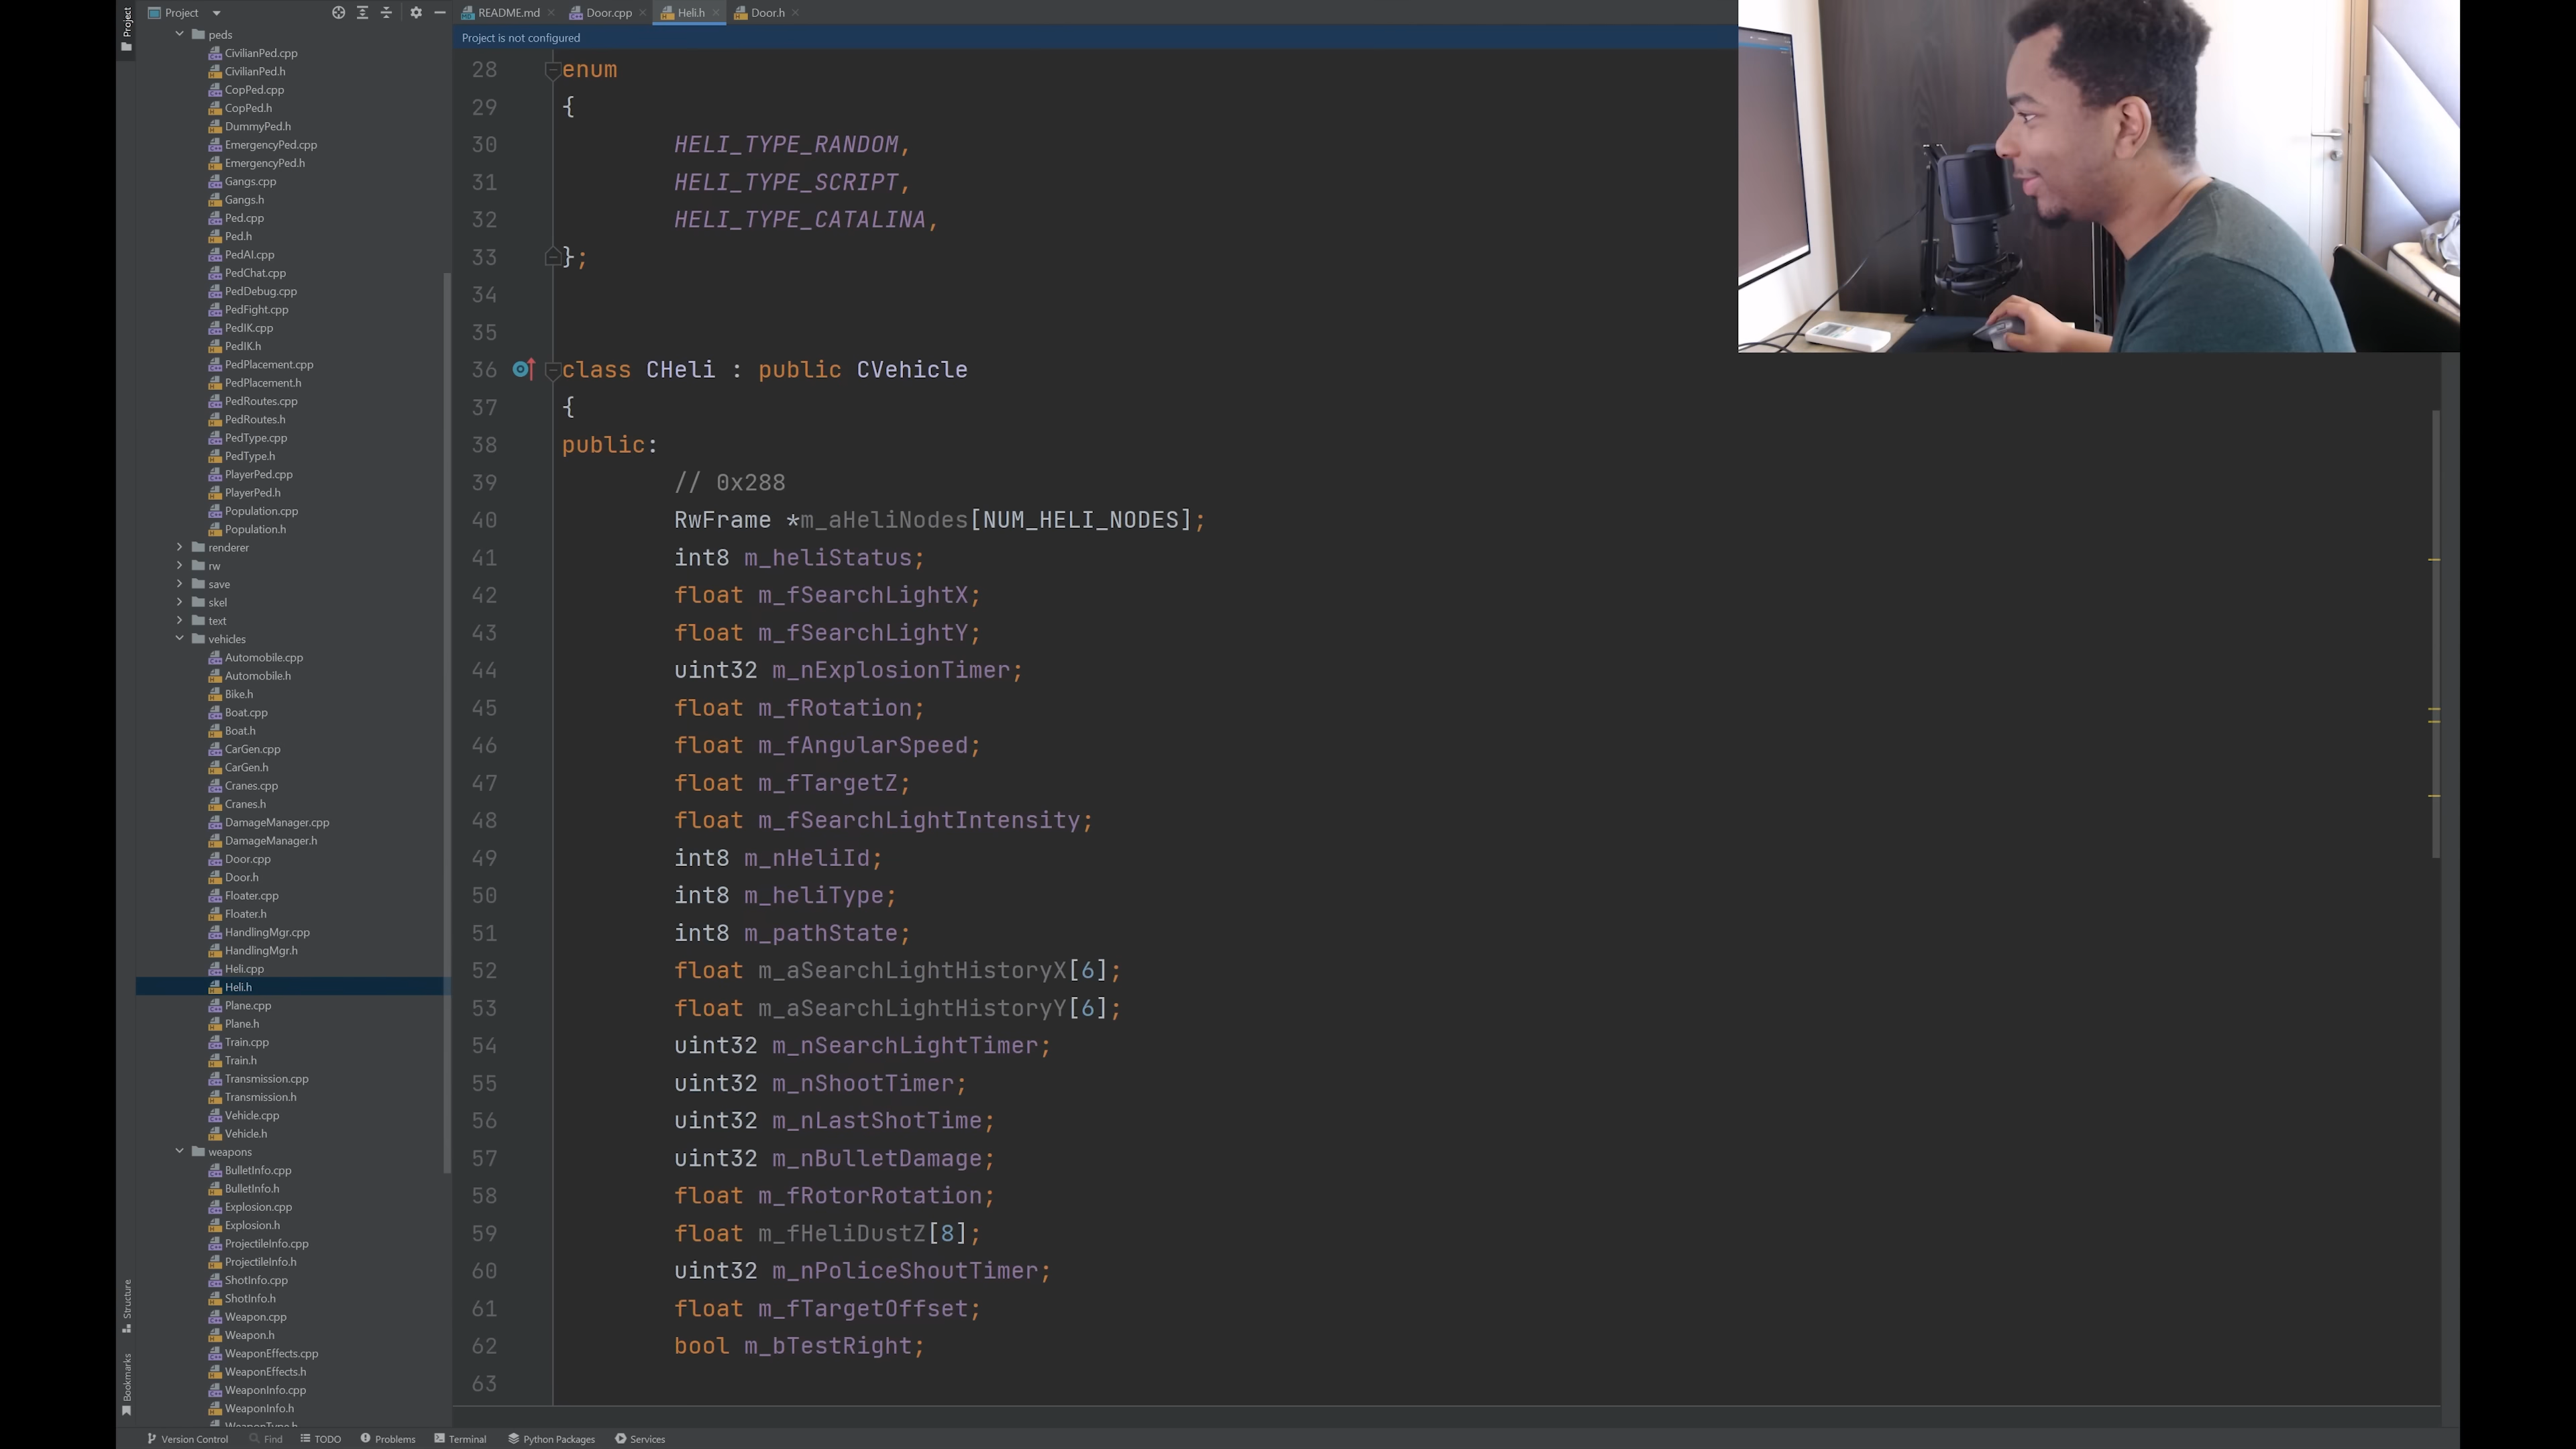 Project
Project
peds
CivilianPed.cpp
CivilianPed.h
CopPed.cpp
CopPed.h
DummyPed.h
EmergencyPed.cpp
EmergencyPed.h
Gangs.cpp
Gangs.h
Ped.cpp
Ped.h
PedAI.cpp
PedChat.cpp
PedDebug.cpp
PedFight.cpp
PedIK.cpp
PedIK.h
PedPlacement.cpp
PedPlacement.h
PedRoutes.cpp
PedRoutes.h
PedType.cpp
PedType.h
PlayerPed.cpp
PlayerPed.h
Population.cpp
Population.h
renderer
rw
save
skel
text
vehicles
Automobile.cpp
Automobile.h
Bike.h
Boat.cpp
Boat.h
CarGen.cpp
CarGen.h
Cranes.cpp
Cranes.h
DamageManager.cpp
DamageManager.h
Door.cpp
Door.h
Floater.cpp
Floater.h
HandlingMgr.cpp
HandlingMgr.h
Heli.cpp
Heli.h
Plane.cpp
Plane.h
Train.cpp
Train.h
Transmission.cpp
Transmission.h
Vehicle.cpp
Vehicle.h
weapons
BulletInfo.cpp
BulletInfo.h
Explosion.cpp
Explosion.h
ProjectileInfo.cpp
ProjectileInfo.h
ShotInfo.cpp
ShotInfo.h
Weapon.cpp
Weapon.h
WeaponEffects.cpp
WeaponEffects.h
WeaponInfo.cpp
WeaponInfo.h
WeaponType.h
Structure
Bookmarks
README.md Door.cpp Heli.h Door.h
Project is not configured
28 enum
29 {
30 HELI_TYPE_RANDOM,
31 HELI_TYPE_SCRIPT,
32 HELI_TYPE_CATALINA,
33 };
34
35
36 class CHeli : public CVehicle
37 {
38 public:
39 // 0x288
40 RwFrame *m_aHeliNodes[NUM_HELI_NODES];
41 int8 m_heliStatus;
42 float m_fSearchLightX;
43 float m_fSearchLightY;
44 uint32 m_nExplosionTimer;
45 float m_fRotation;
46 float m_fAngularSpeed;
47 float m_fTargetZ;
48 float m_fSearchLightIntensity;
49 int8 m_nHeliId;
50 int8 m_heliType;
51 int8 m_pathState;
52 float m_aSearchLightHistoryX[6];
53 float m_aSearchLightHistoryY[6];
54 uint32 m_nSearchLightTimer;
55 uint32 m_nShootTimer;
56 uint32 m_nLastShotTime;
57 uint32 m_nBulletDamage;
58 float m_fRotorRotation;
59 float m_fHeliDustZ[8];
60 uint32 m_nPoliceShoutTimer;
61 float m_fTargetOffset;
62 bool m_bTestRight;
63
Version Control Find TODO Problems Terminal Python Packages Services